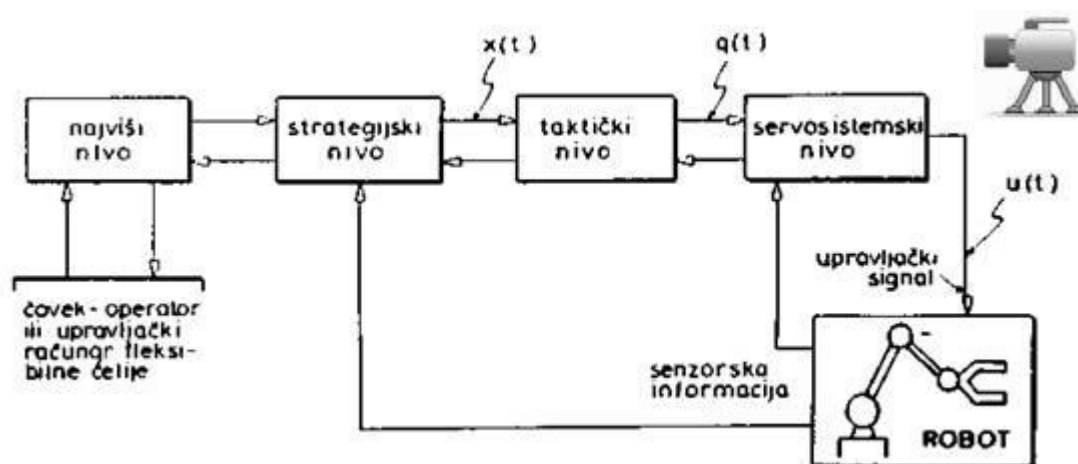 x(t)
q(t)
najviši
nivo
strategijski
nivo
taktički
nivo
servosistemski
nivo
u(t)
upravljački
signal
čovek-operator
ili upravljački
računar fleksi-
bilne ćelije
senzorska
informacija
ROBOT